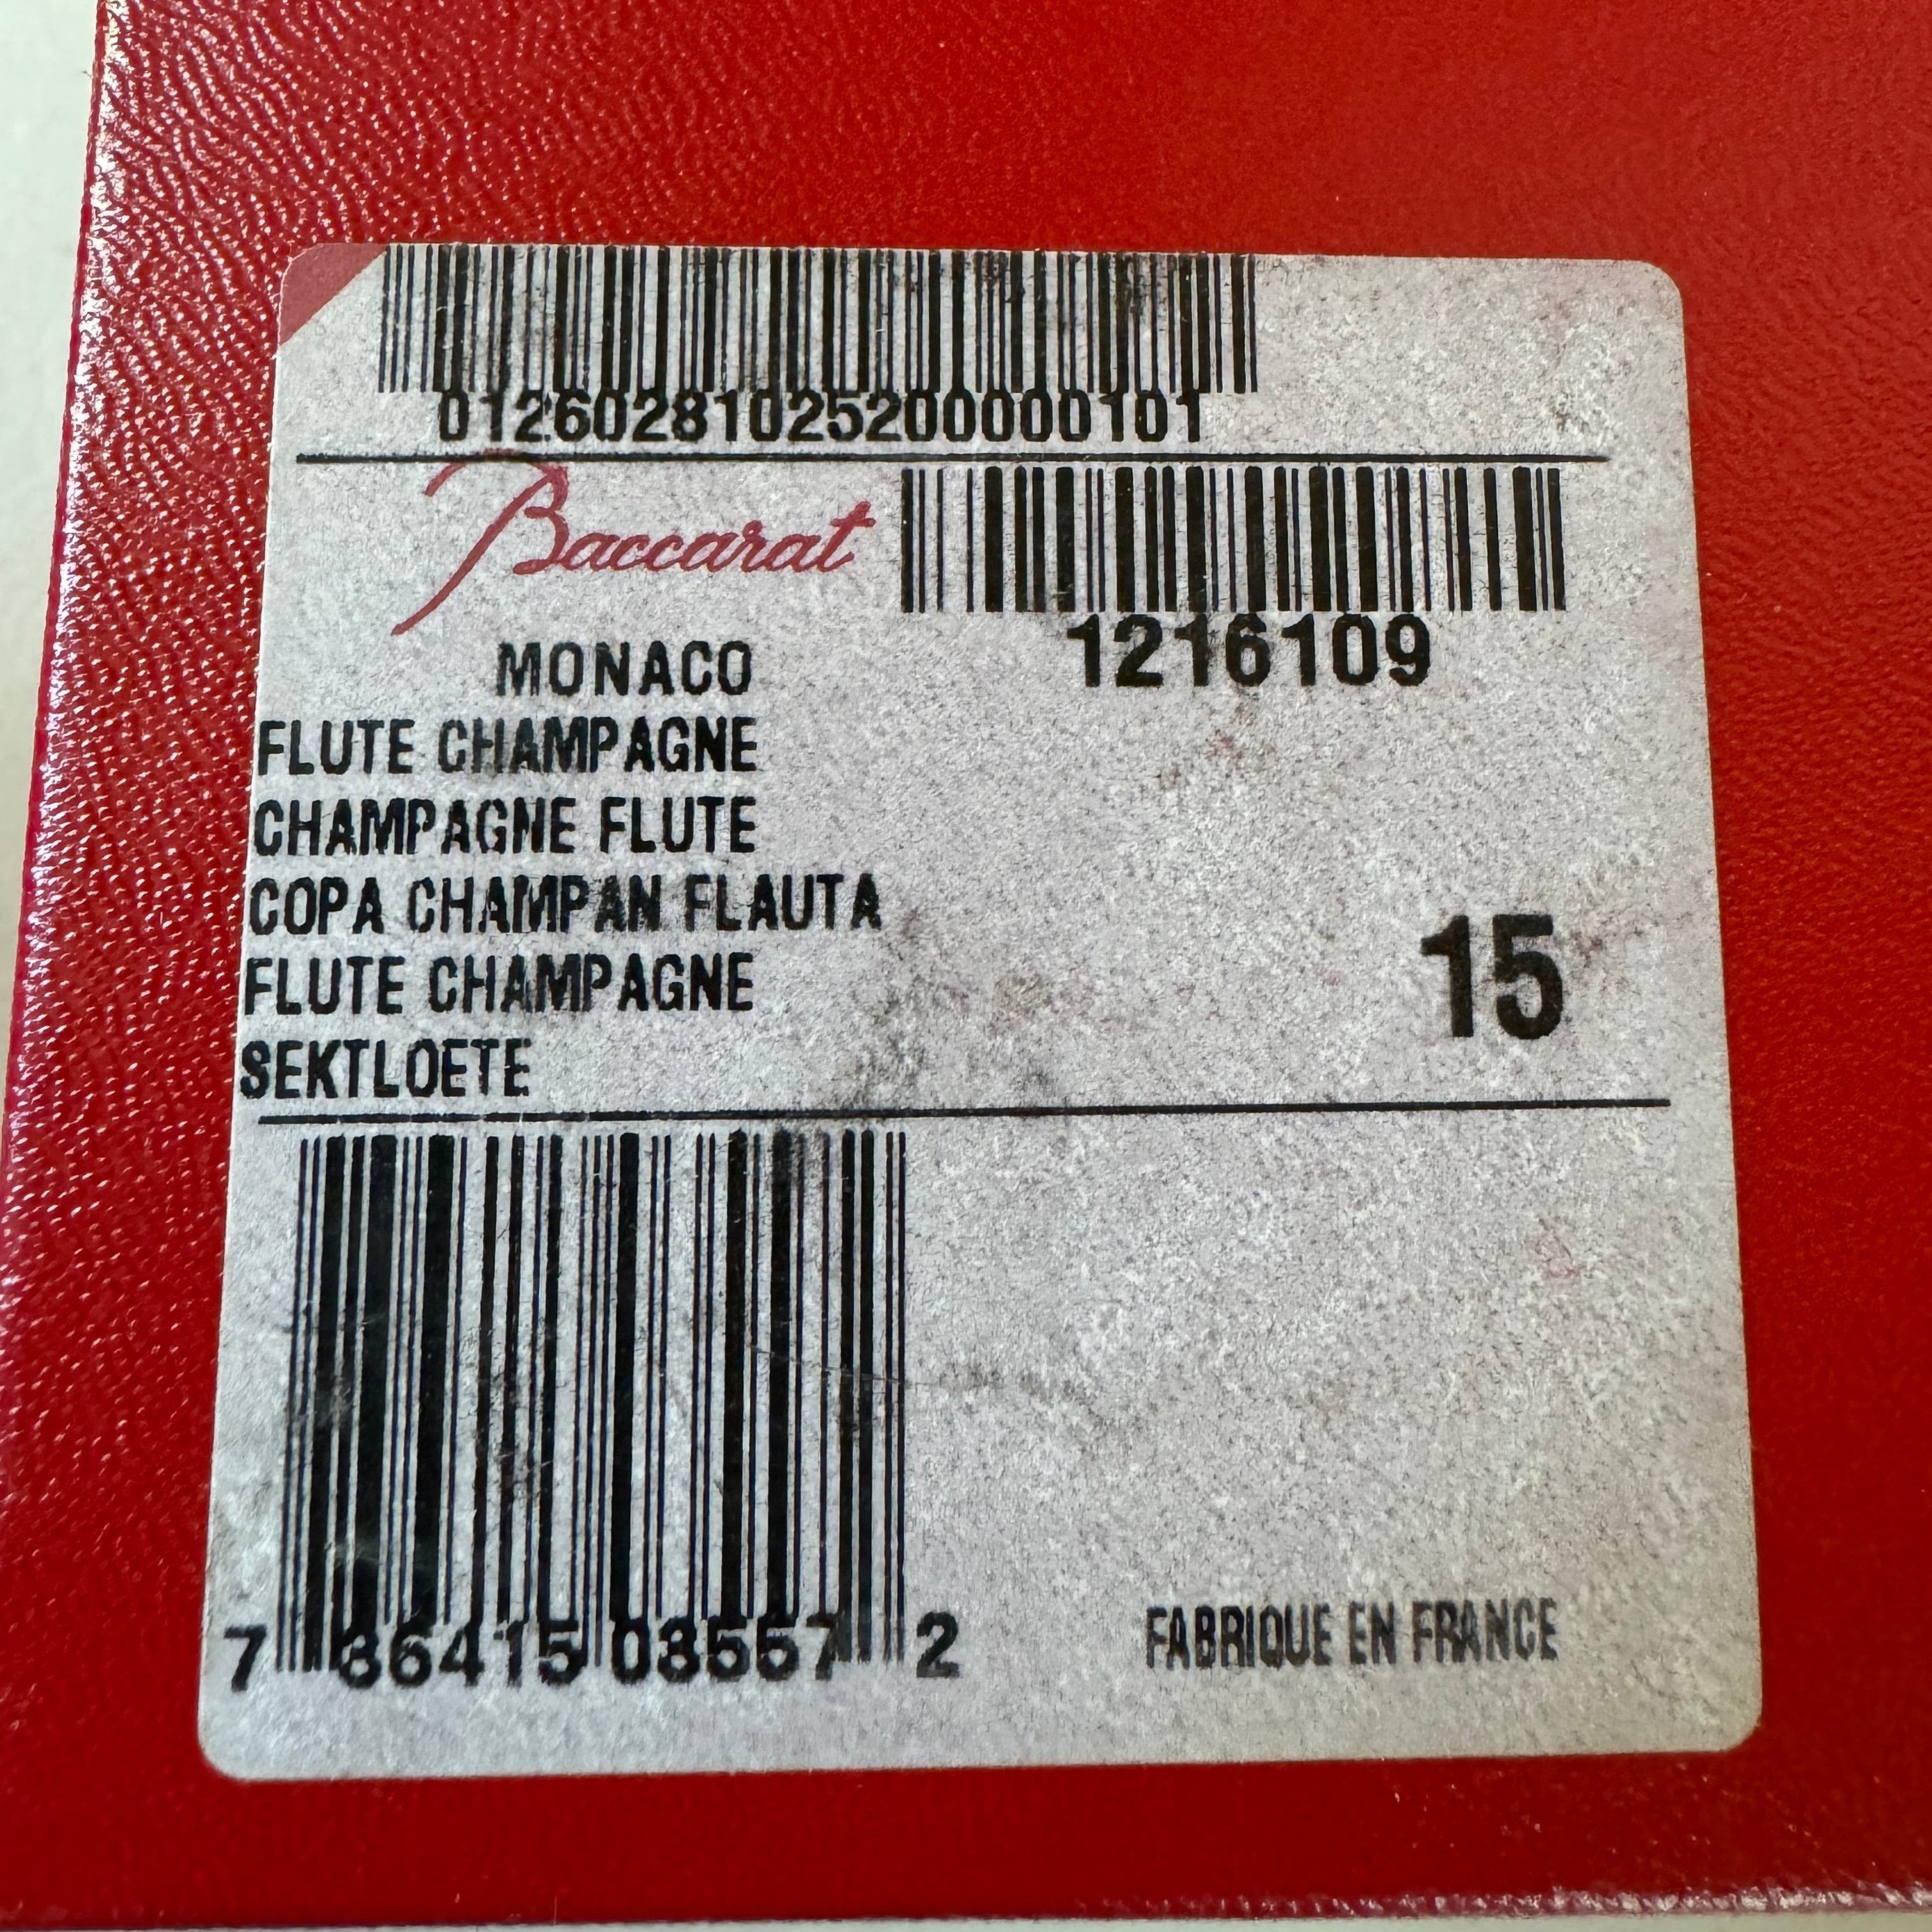 01260281025200000101
Baccarat
1216109
MONACO
FLUTE CHAMPAGNE
CHAMPAGNE FLUTE
COPA CHAMPAN FLAUTA
FLUTE CHAMPAGNE
SEKTLOETE
15
7 86415 08557 2
FABRIQUE EN FRANCE